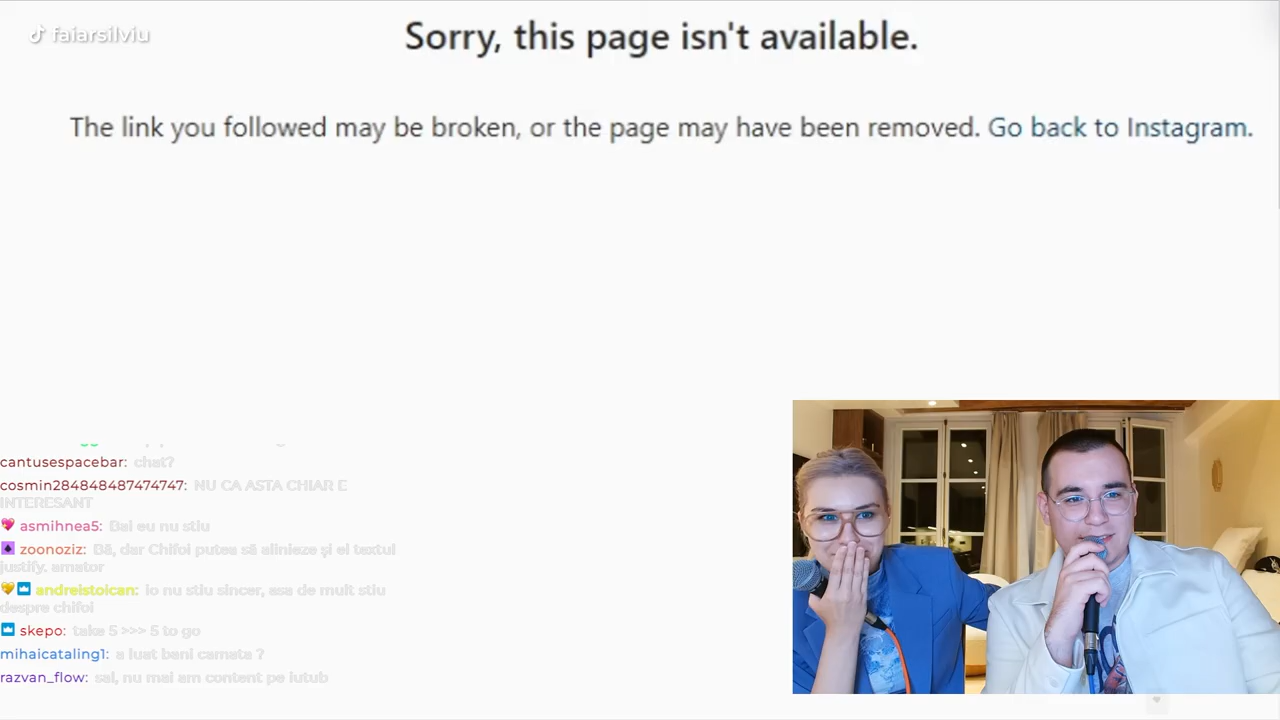 faiarsilviu
Sorry, this page isn't available.
The link you followed may be broken, or the page may have been removed. Go back to Instagram.
cantusespacebar: chat?
cosmin284848487474747: NU CA ASTA CHIAR E
INTERESANT
asmihnea5: Bai eu nu stiu
zoonoziz: Bă, dar Chifoi putea să alinieze și el textul
justify. amator
andreistoican: io nu stiu sincer, asa de mult stiu
despre chifoi
skepo: take 5 >>> 5 to go
mihaicataling1: a luat bani camata ?
razvan_flow: sal, nu mai am content pe iutub